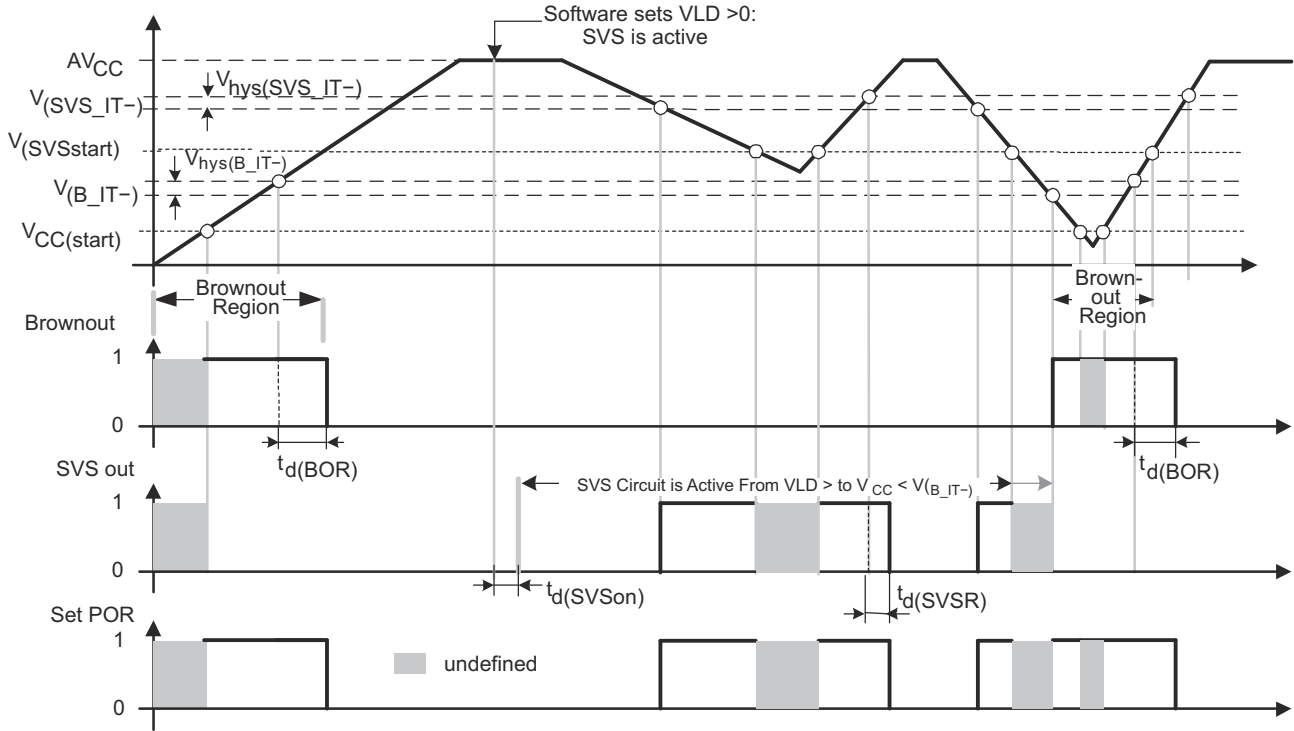 Software sets VLD >0:
SVS is active
AVCC
Vhys(SVS_IT−)
V(SVS_IT−)
V(SVSstart)
Vhys(B_IT−)
V(B_IT−)
VCC(start)
Brownout
Region
Brown-
out
Region
Brownout
1
0
td(BOR)
td(BOR)
SVS out
SVS Circuit is Active From VLD > to VCC < V(B_IT−)
1
0
td(SVSon)
td(SVSR)
Set POR
1
undefined
0